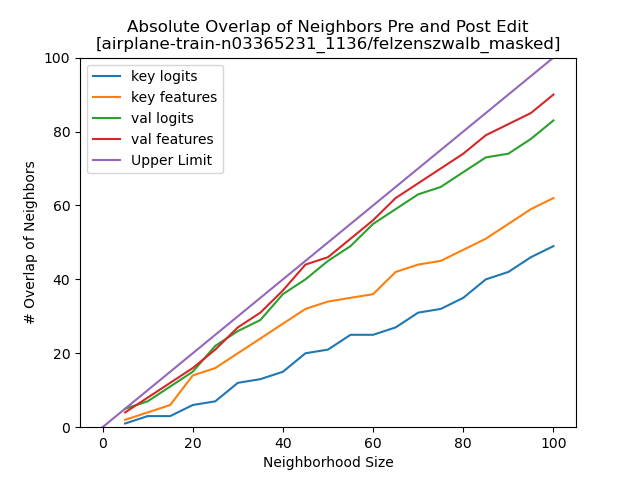 Absolute Overlap of Neighbors Pre and Post Edit
[airplane-train-n03365231_1136/felzenszwalb_masked]
key logits
key features
val logits
val features
Upper Limit
# Overlap of Neighbors
100
80
60
40
20
0
0 20 40 60 80 100
Neighborhood Size